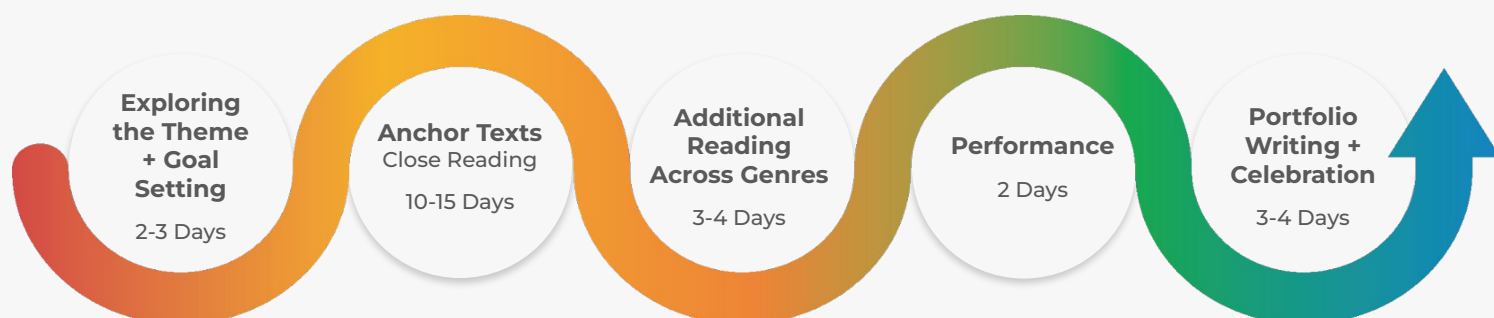 Exploring
the Theme
+ Goal
Setting
2-3 Days
Anchor Texts
Close Reading
10-15 Days
Additional
Reading
Across Genres
3-4 Days
Performance
2 Days
Portfolio
Writing +
Celebration
3-4 Days